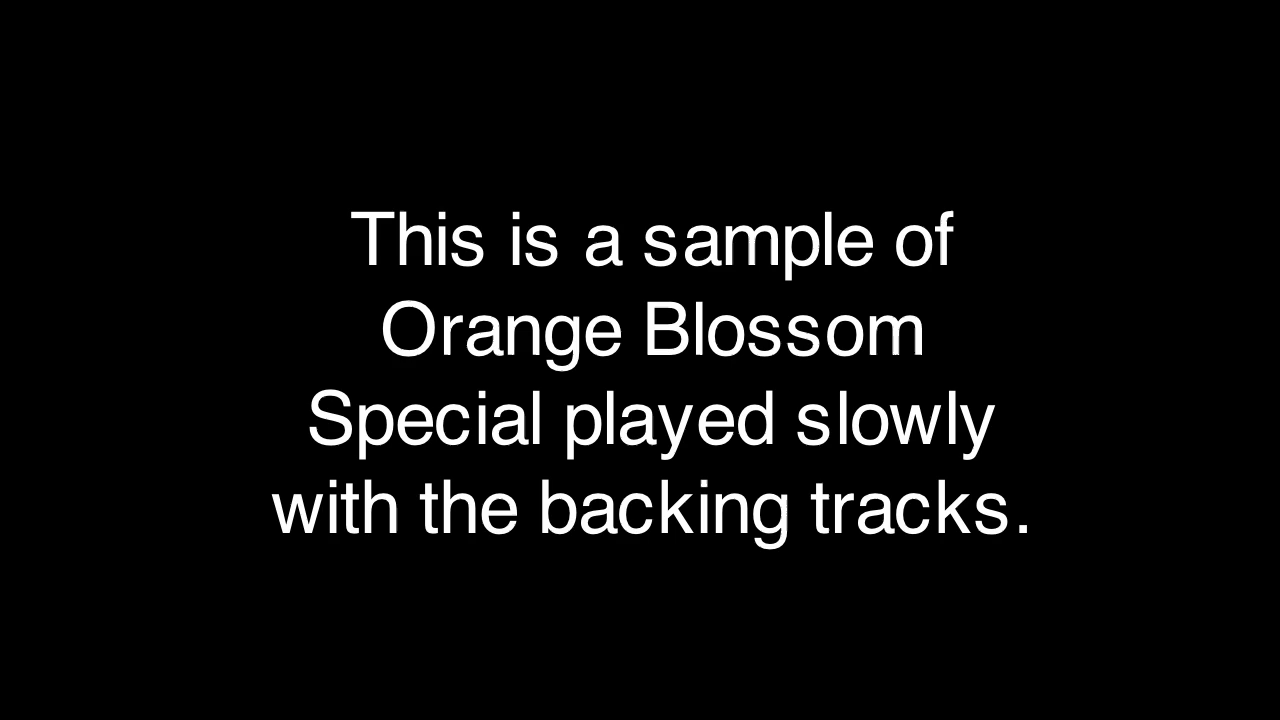 This is a sample of
Orange Blossom
Special played slowly
with the backing tracks.